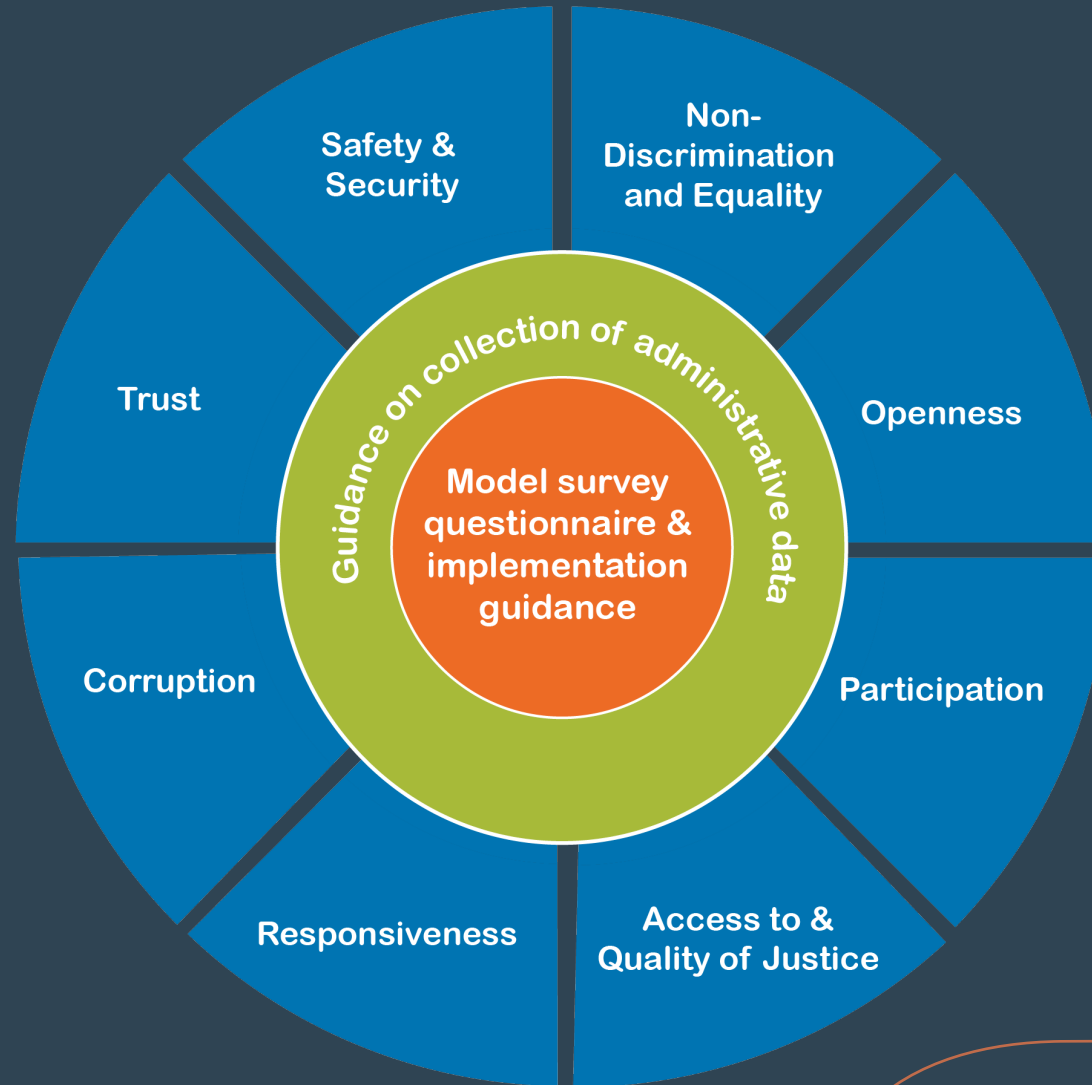 Safety &
Security
Non-
Discrimination
and Equality
Openness
Participation
Access to &
Quality of Justice
Responsiveness
Corruption
Trust
Guidance on collection of administrative data
Model survey
questionnaire &
implementation
guidance